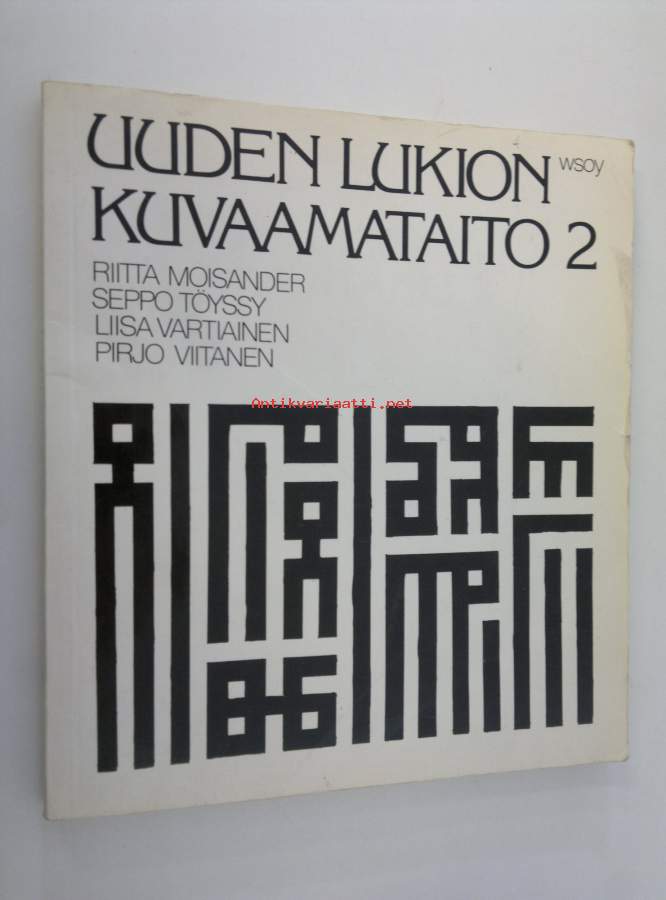 UUDEN LUKION wsoy
KUVAAMATAITO 2
RIITTA MOISANDER
SEPPO TÖYSSY
LIISA VARTIAINEN
PIRJO VIITANEN
Antikvariaatti.net